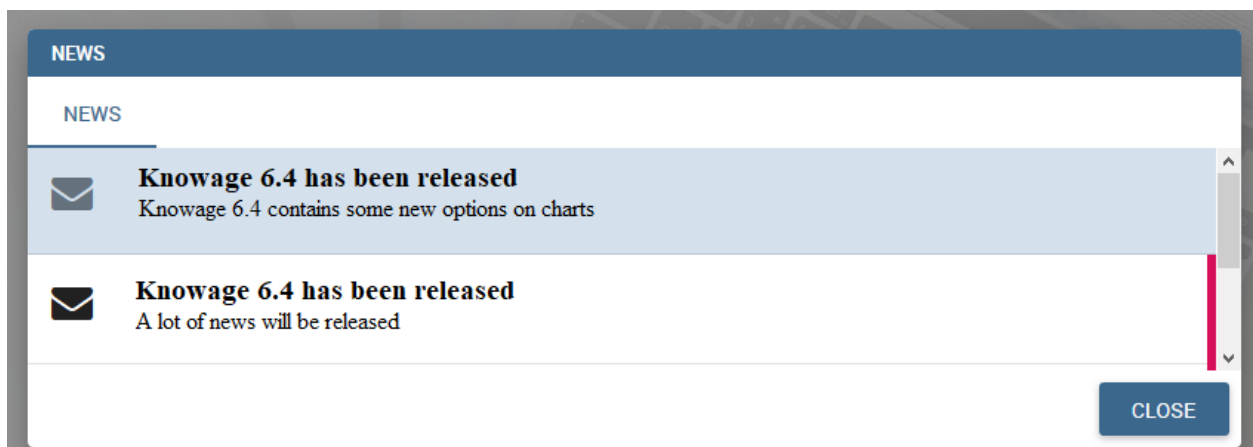 NEWS
NEWS
Knowage 6.4 has been released
Knowage 6.4 contains some new options on charts
Knowage 6.4 has been released
A lot of news will be released
CLOSE